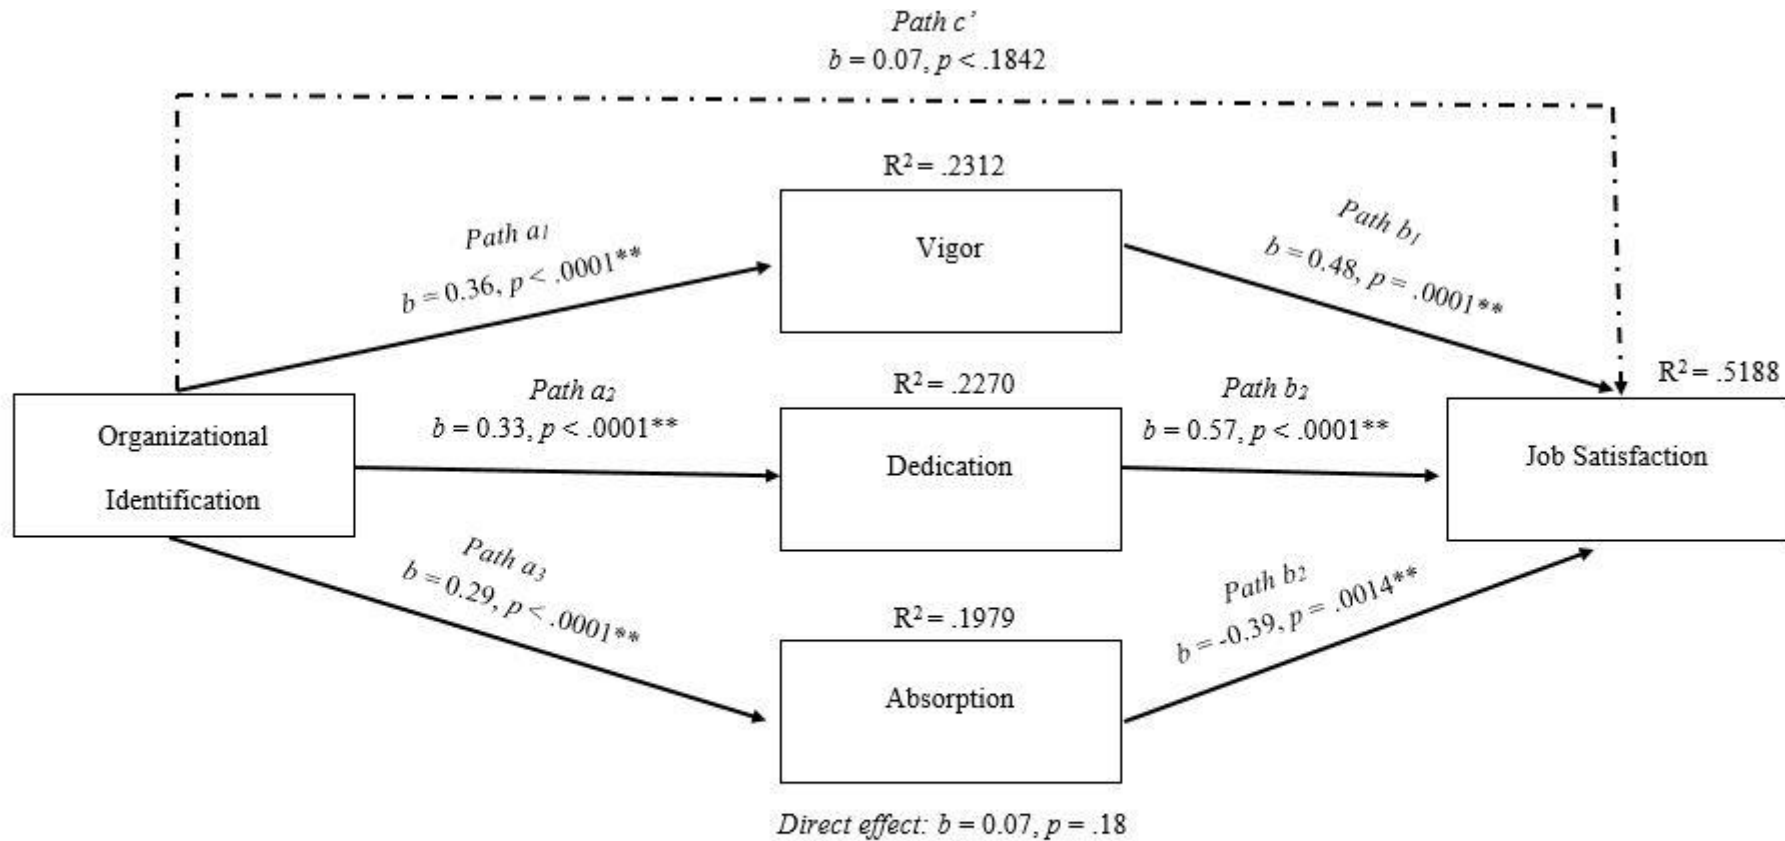 Path c’
b = 0.07, p < .1842
R² = .2312
Vigor
Path a₁
b = 0.36, p < .0001**
Path b₁
b = 0.48, p = .0001**
R² = .5188
Organizational
Identification
Path a₂
b = 0.33, p < .0001**
R² = .2270
Dedication
Path b₂
b = 0.57, p < .0001**
Job Satisfaction
Path a₃
b = 0.29, p < .0001**
R² = .1979
Absorption
Path b₂
b = -0.39, p = .0014**
Direct effect: b = 0.07, p = .18